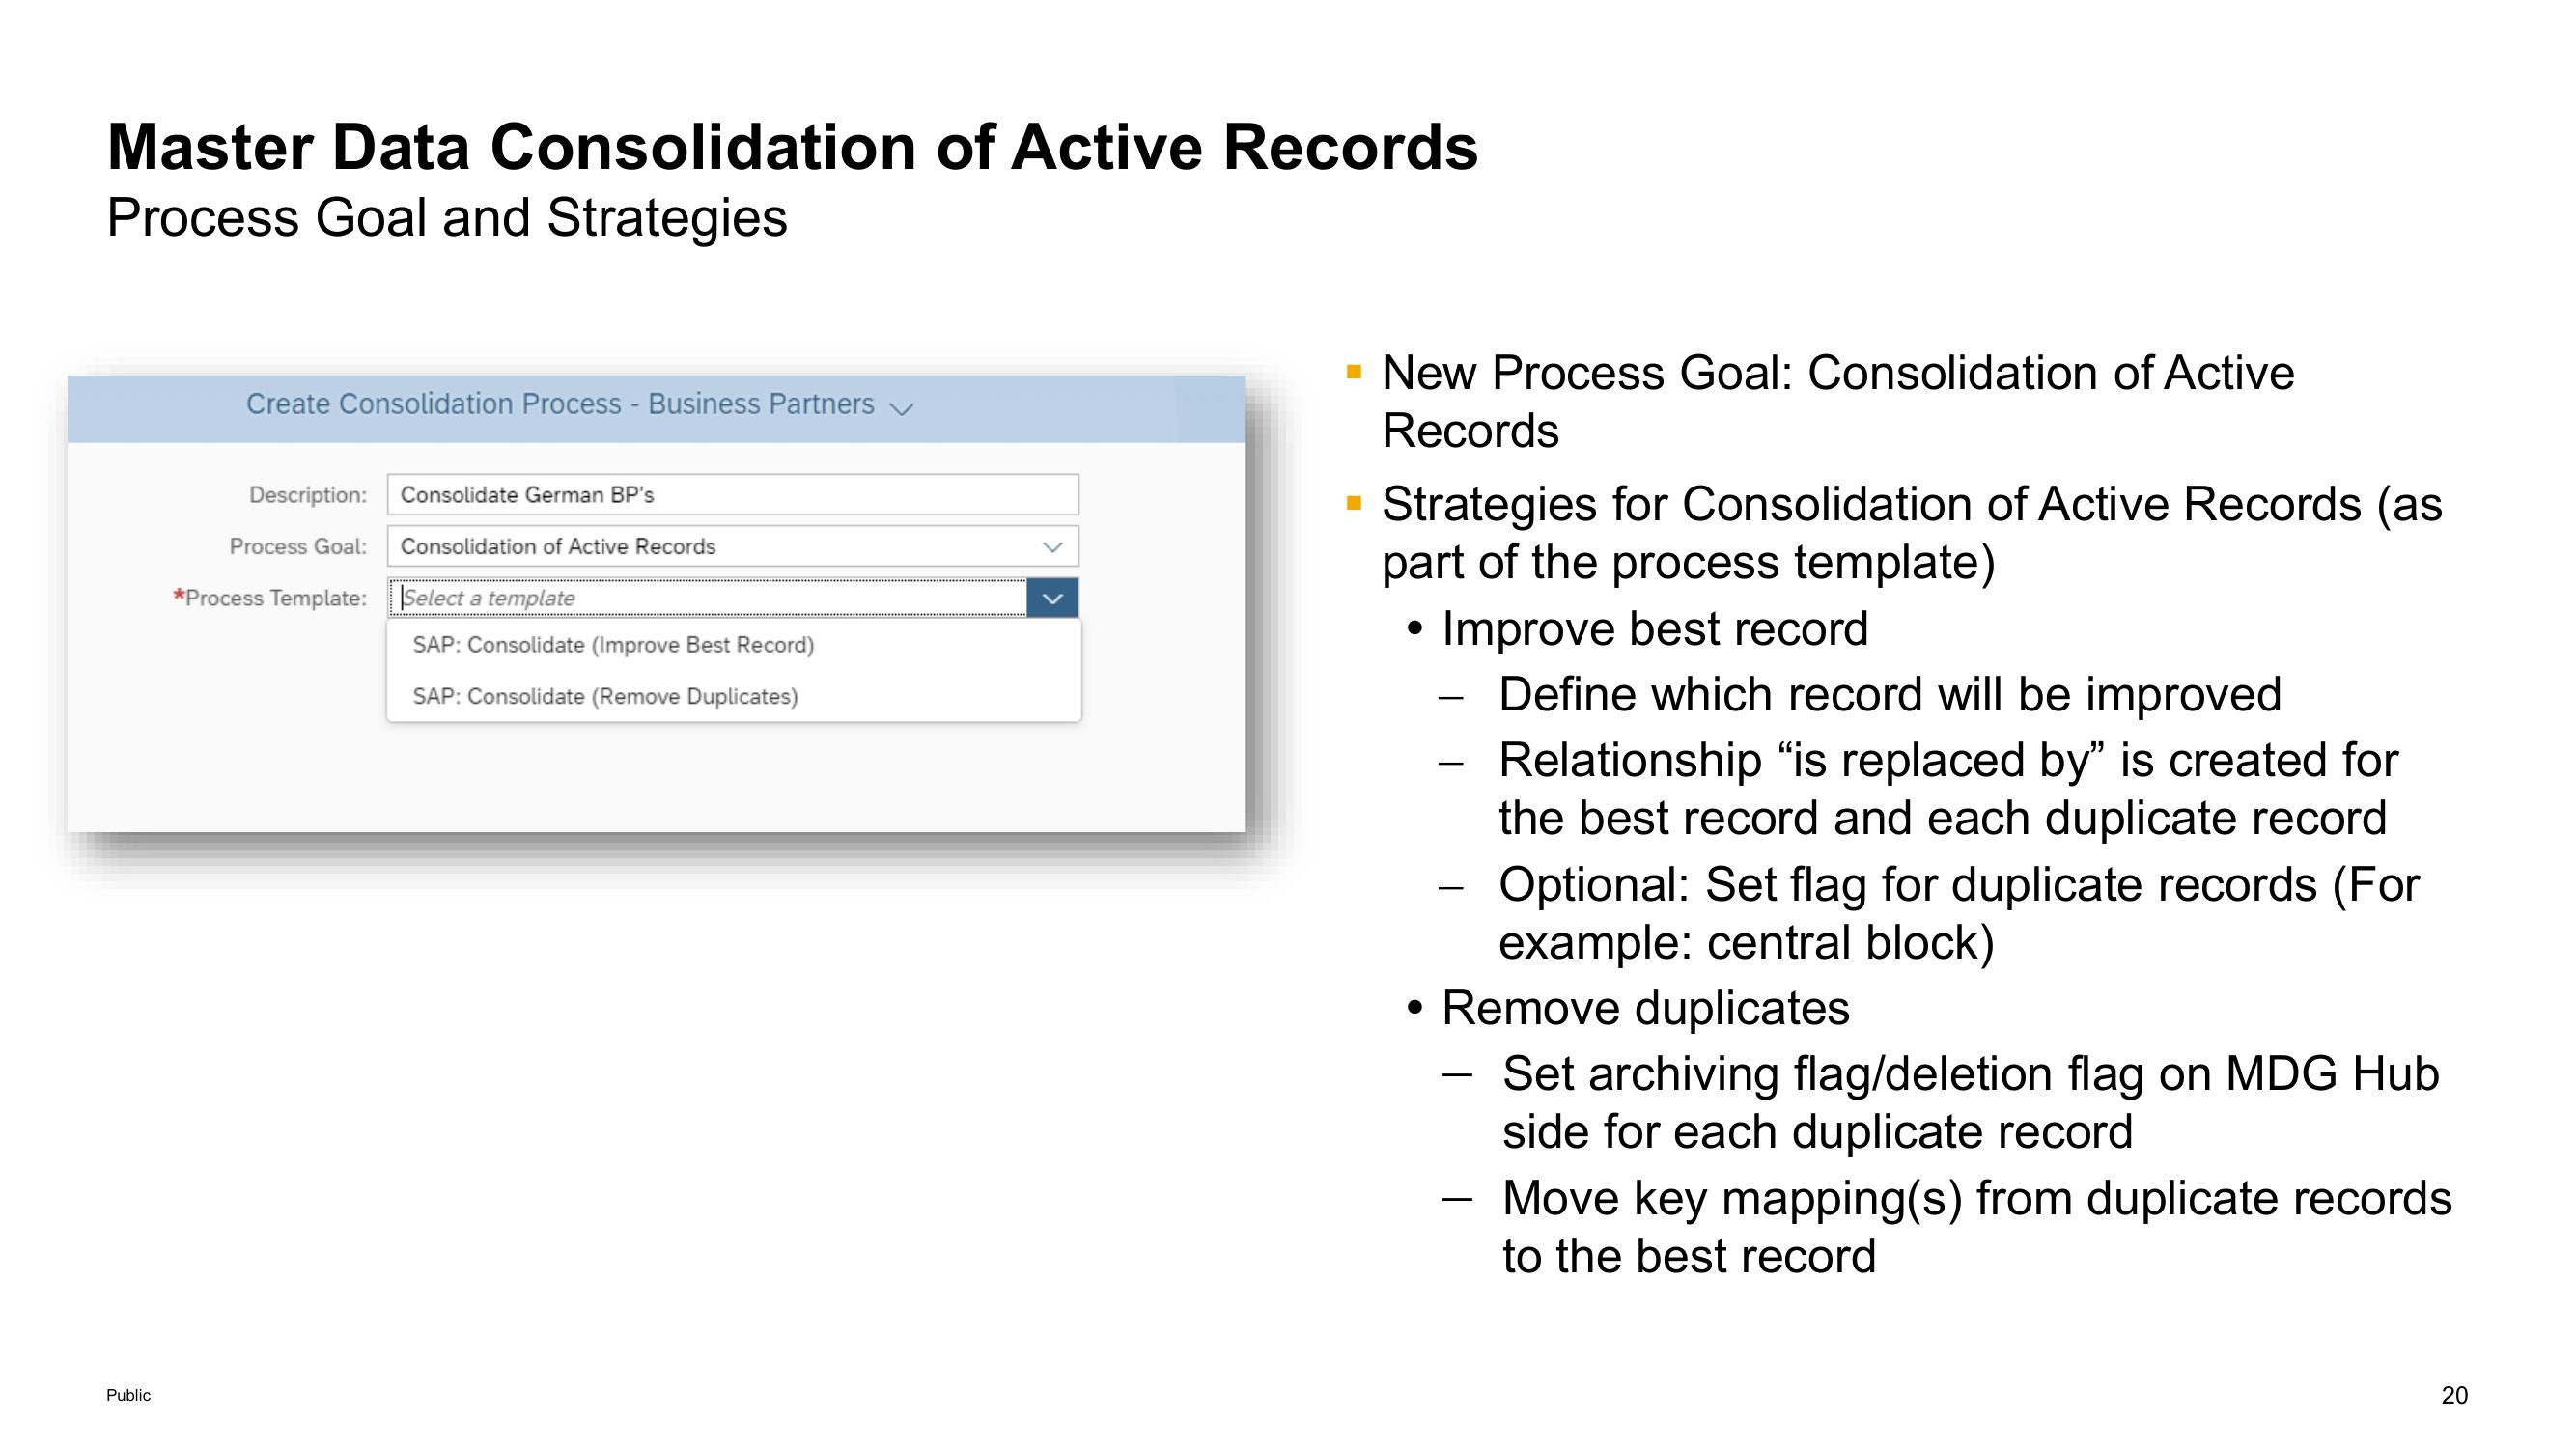 Master Data Consolidation of Active Records
Process Goal and Strategies
Create Consolidation Process - Business Partners
Description: Consolidate German BP's
Process Goal: Consolidation of Active Records
*Process Template: Select a template
SAP: Consolidate (Improve Best Record)
SAP: Consolidate (Remove Duplicates)
▪ New Process Goal: Consolidation of Active
Records
▪ Strategies for Consolidation of Active Records (as
part of the process template)
• Improve best record
– Define which record will be improved
– Relationship “is replaced by” is created for
the best record and each duplicate record
– Optional: Set flag for duplicate records (For
example: central block)
• Remove duplicates
– Set archiving flag/deletion flag on MDG Hub
side for each duplicate record
– Move key mapping(s) from duplicate records
to the best record
Public
20